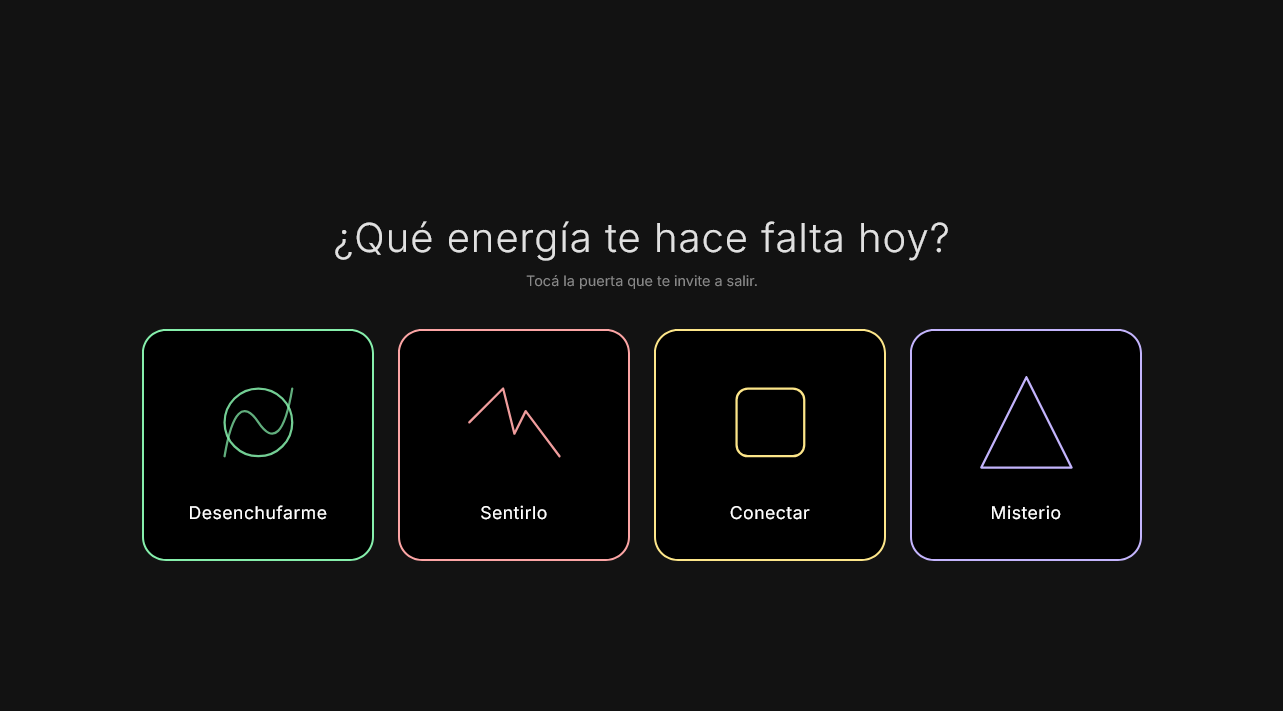 ¿Qué energía te hace falta hoy?
Tocá la puerta que te invite a salir.
Desenchufarme
Sentirlo
Conectar
Misterio